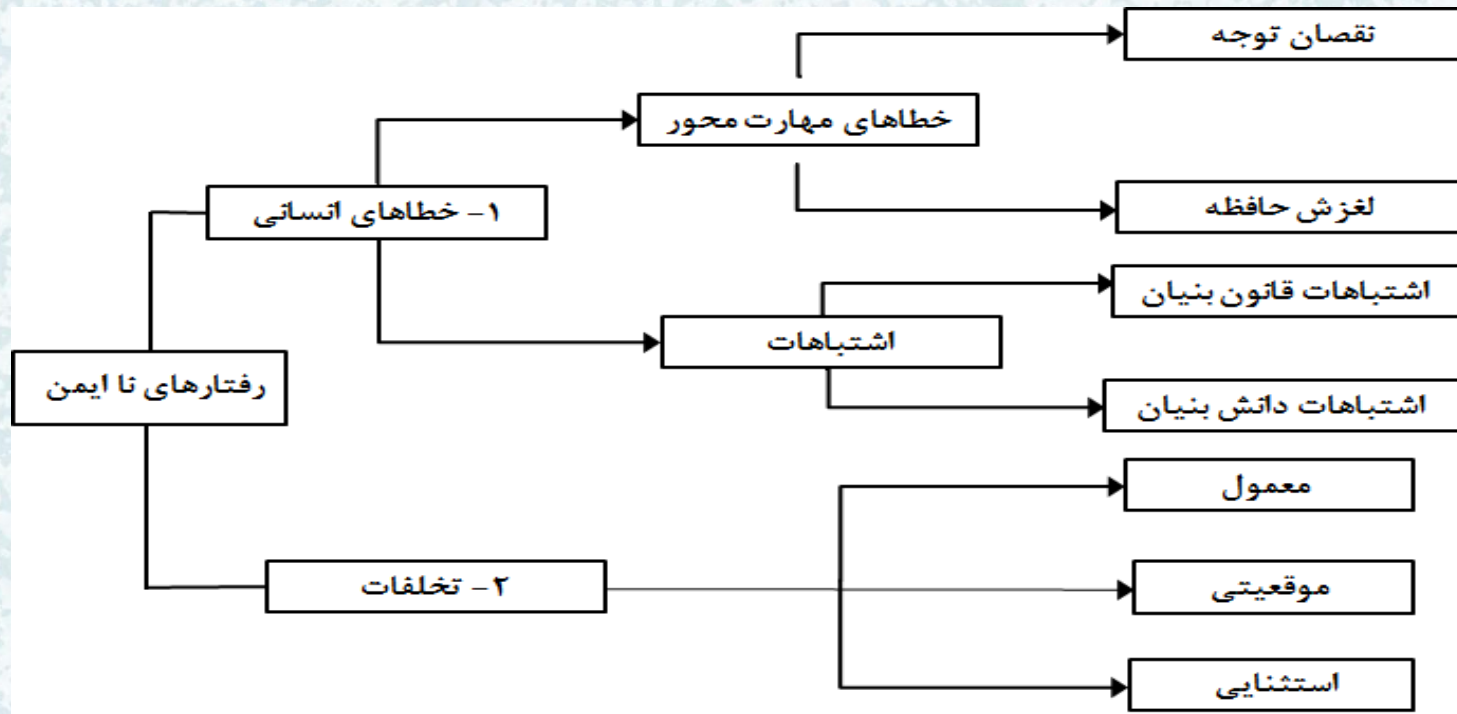 نقصان توجه
خطاهای مهارت محور
لغزش حافظه
۱- خطاهای انسانی
اشتباهات قانون بنیان
اشتباهات
اشتباهات دانش بنیان
رفتارهای نا ایمن
معمول
۲- تخلفات
موقعیتی
استثنایی